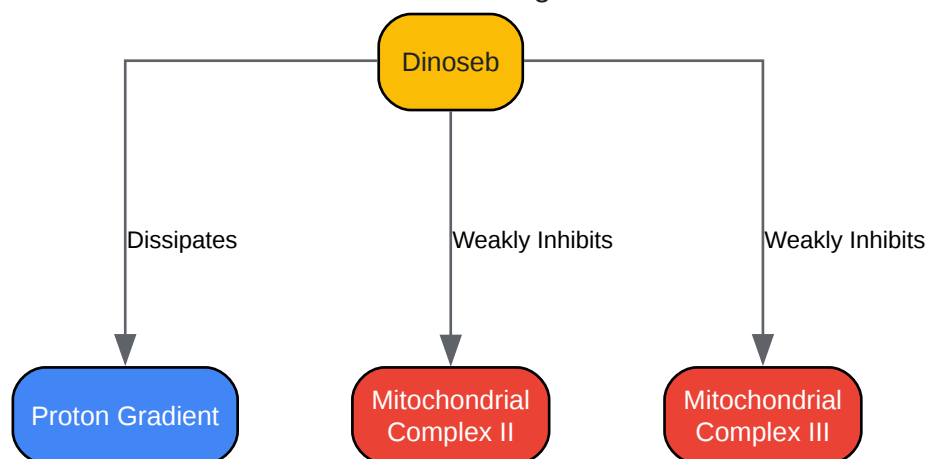 Dinoseb
Dissipates
Weakly Inhibits
Weakly Inhibits
Proton Gradient
Mitochondrial
Complex II
Mitochondrial
Complex III